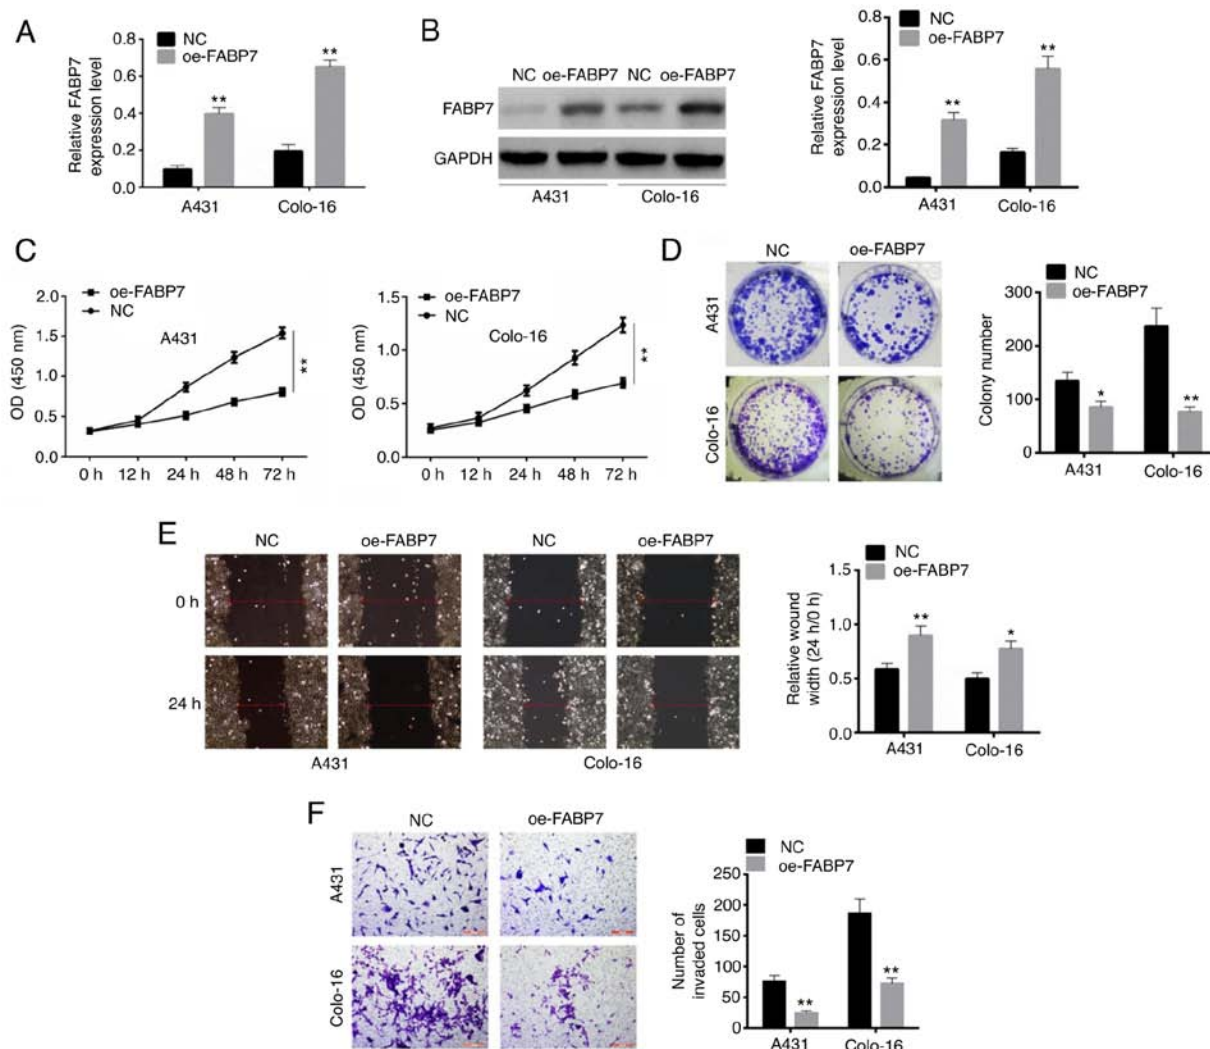 A
NC
oe-FABP7
Relative FABP7
expression level
0.8
0.6
0.4
0.2
0.0
**
**
A431
Colo-16
B
NC oe-FABP7 NC oe-FABP7
FABP7
GAPDH
A431
Colo-16
NC
oe-FABP7
Relative FABP7
expression level
0.8
0.6
0.4
0.2
0.0
**
**
A431
Colo-16
C
oe-FABP7
NC
A431
OD (450 nm)
2.0
1.5
1.0
0.5
0.0
**
0 h 12 h 24 h 48 h 72 h
oe-FABP7
NC
Colo-16
OD (450 nm)
1.5
1.0
0.5
0.0
**
0 h 12 h 24 h 48 h 72 h
D
NC oe-FABP7
A431
Colo-16
NC
oe-FABP7
Colony number
300
200
100
0
*
**
A431
Colo-16
E
NC oe-FABP7 NC oe-FABP7
0 h
24 h
A431
Colo-16
NC
oe-FABP7
Relative wound
width (24 h/0 h)
1.5
1.0
0.5
0.0
**
*
A431
Colo-16
F
NC oe-FABP7
A431
Colo-16
NC
oe-FABP7
Number of
invaded cells
250
200
150
100
50
0
**
**
A431
Colo-16